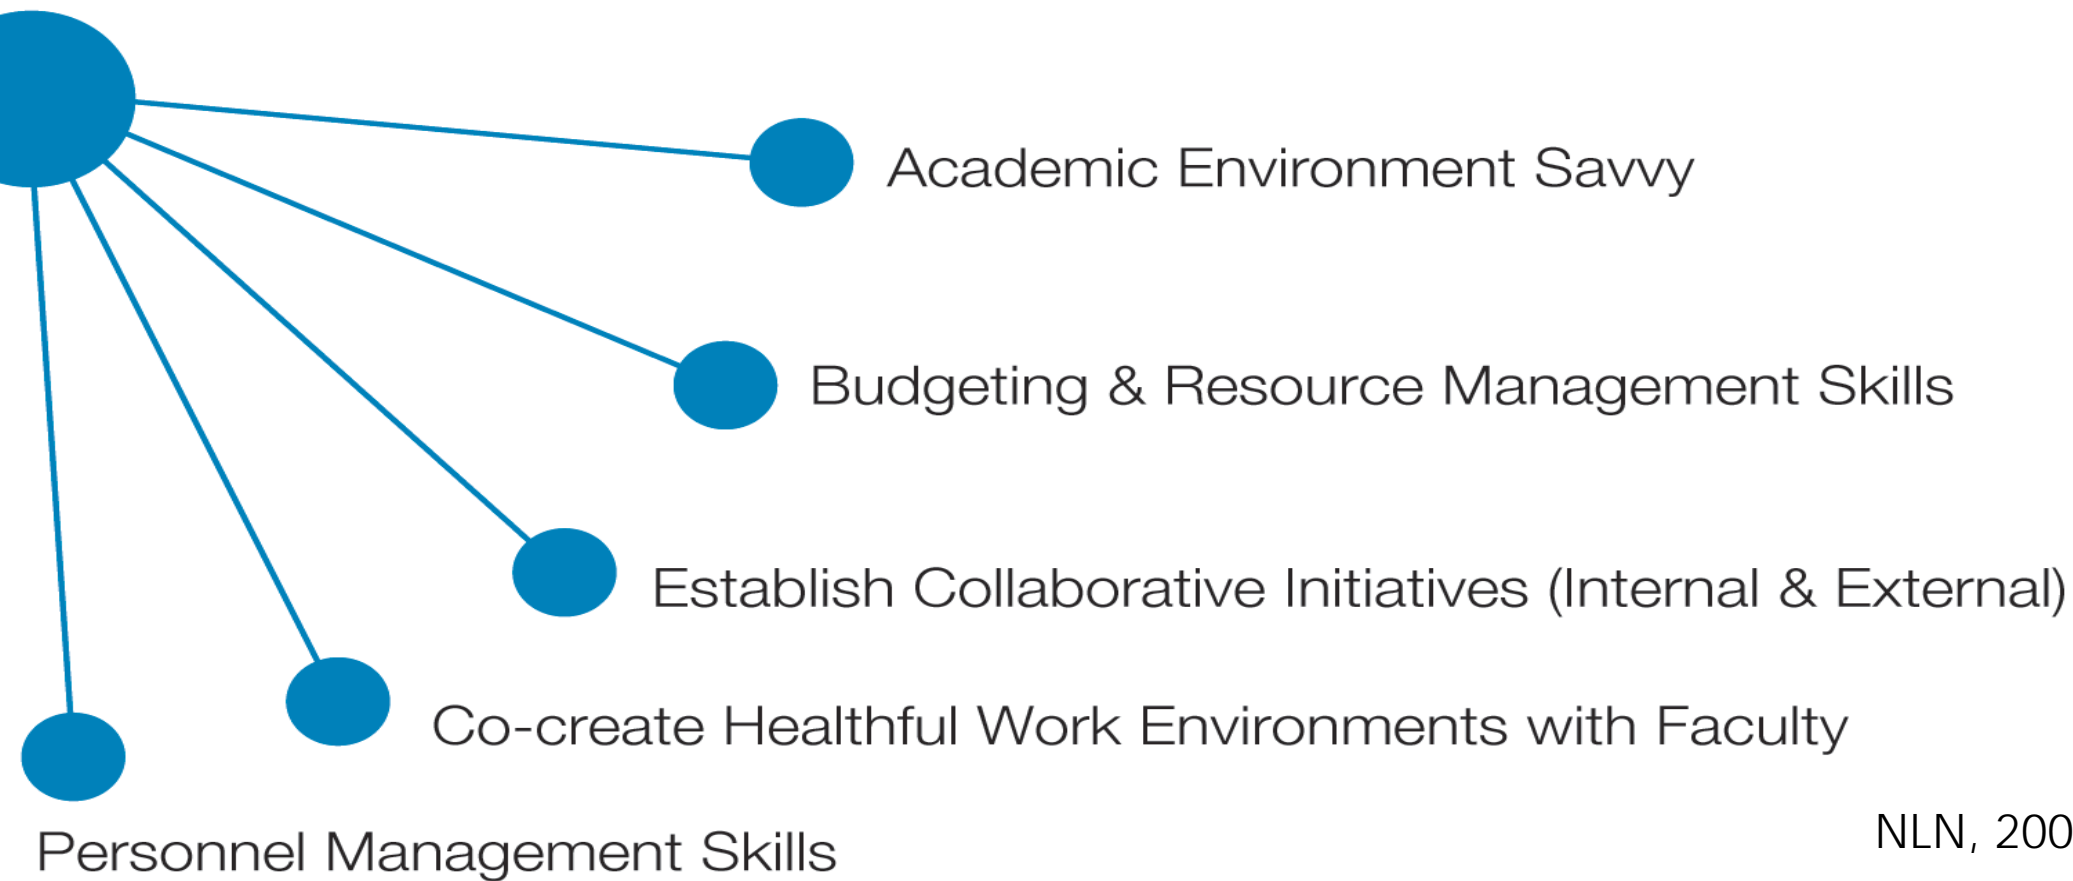 Academic Environment Savvy
Budgeting & Resource Management Skills
Establish Collaborative Initiatives (Internal & External)
Co-create Healthful Work Environments with Faculty
Personnel Management Skills
NLN, 200